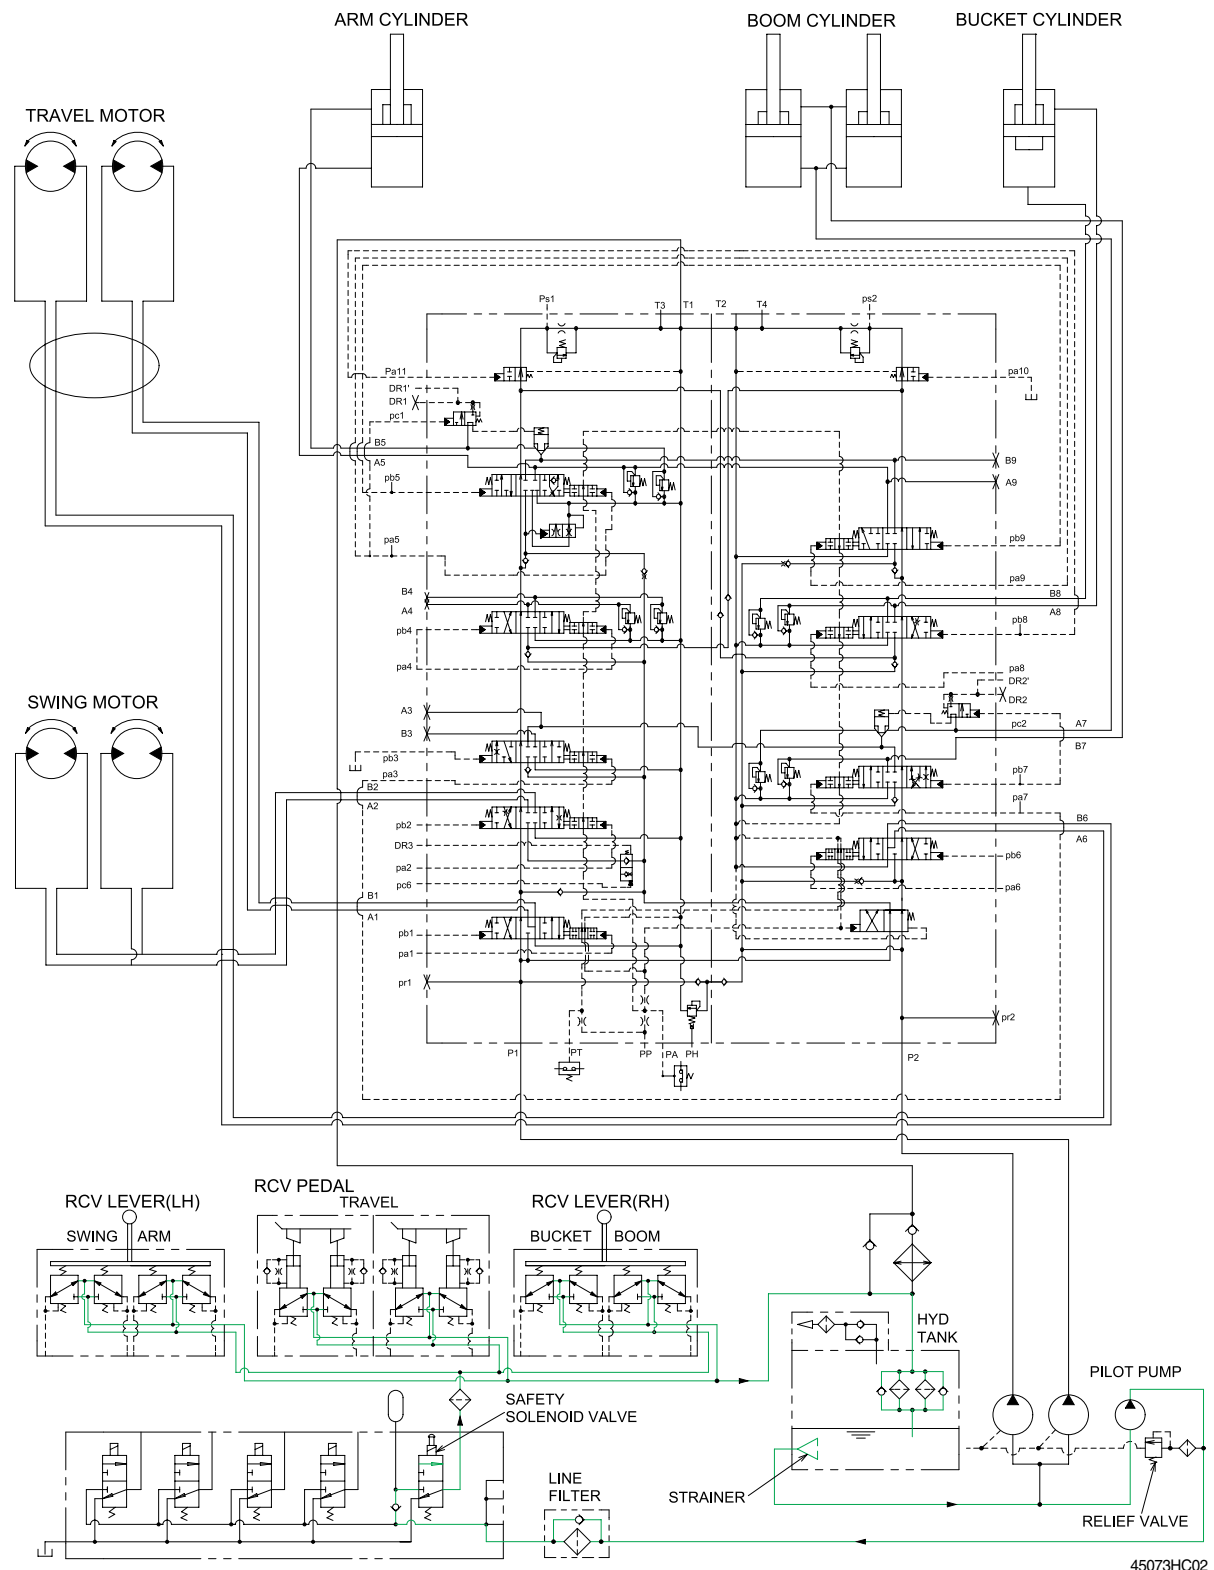 ARM CYLINDER
BOOM CYLINDER
BUCKET CYLINDER
TRAVEL MOTOR
Ps1
T3
T1
T2
T4
ps2
Pa11
pa10
DR1'
DR1
pc1
B5
A5
B9
A9
pb5
pa5
pb9
pa9
B4
A4
B8
A8
pb4
pb8
pa4
pa8
DR2'
DR2
SWING MOTOR
A3
B3
pc2
A7
B7
pb3
pa3
pb7
pa7
B2
A2
pb2
B6
A6
DR3
pa2
pb6
pc6
pa6
B1
A1
pb1
pa1
pr1
pr2
P1
PT
PP
PA
PH
P2
RCV LEVER(LH)
SWING
ARM
RCV PEDAL
TRAVEL
RCV LEVER(RH)
BUCKET
BOOM
HYD
TANK
PILOT PUMP
SAFETY
SOLENOID VALVE
LINE
FILTER
STRAINER
RELIEF VALVE
45073HC02